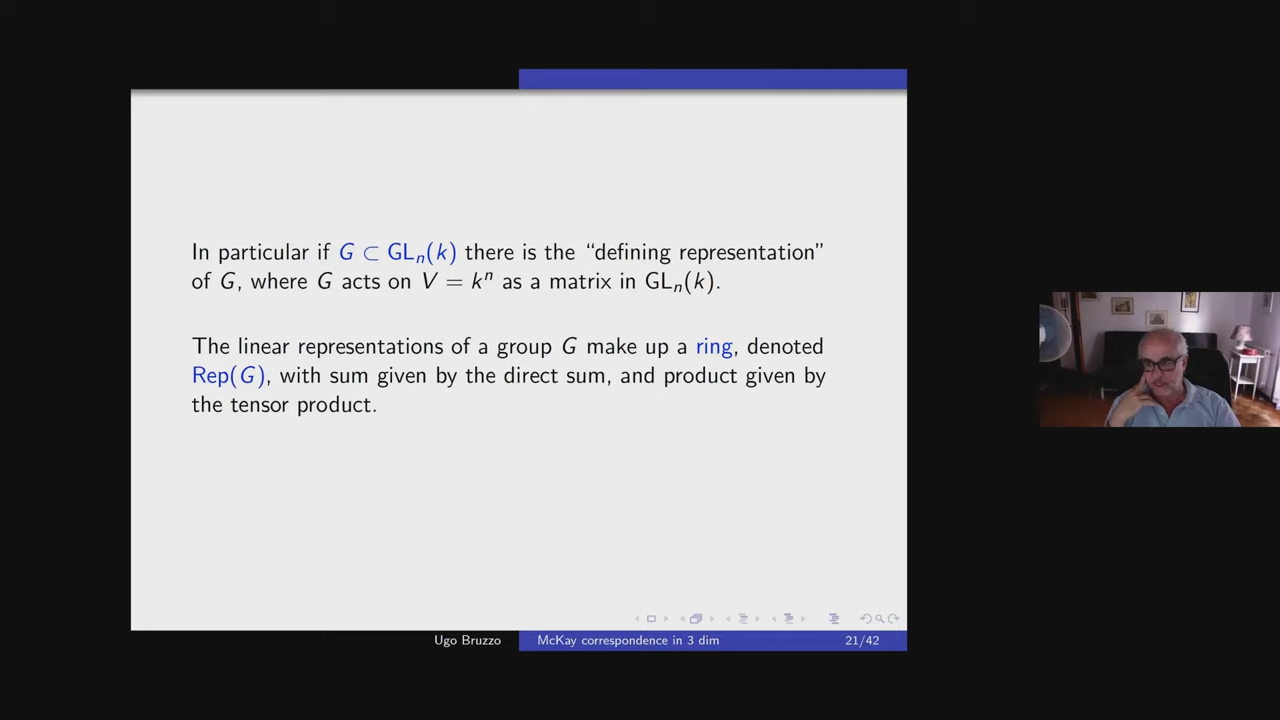 In particular if G ⊂ GLₙ(k) there is the “defining representation”
of G, where G acts on V = kⁿ as a matrix in GLₙ(k).
The linear representations of a group G make up a ring, denoted
Rep(G), with sum given by the direct sum, and product given by
the tensor product.
Ugo Bruzzo
McKay correspondence in 3 dim
21/42